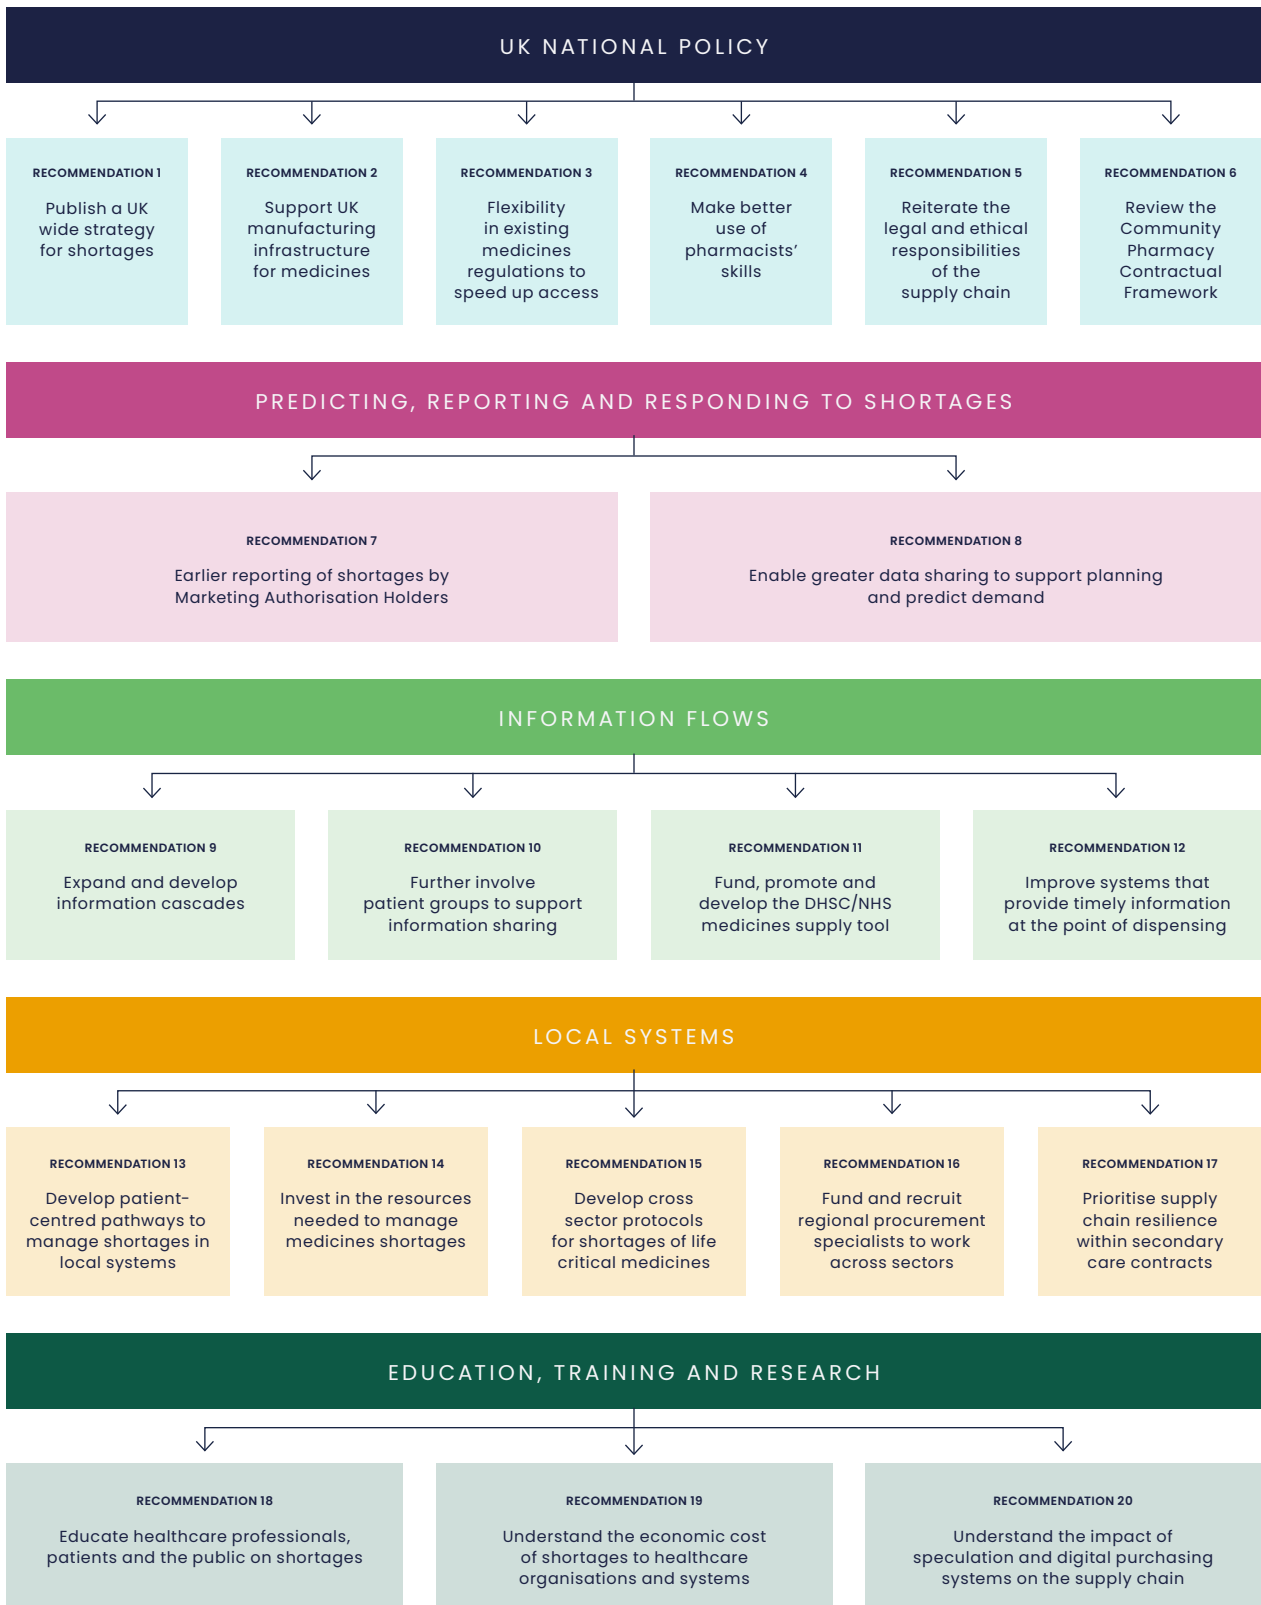 UK NATIONAL POLICY
RECOMMENDATION 1
Publish a UK
wide strategy
for shortages
RECOMMENDATION 2
Support UK
manufacturing
infrastructure
for medicines
RECOMMENDATION 3
Flexibility
in existing
medicines
regulations to
speed up access
RECOMMENDATION 4
Make better
use of
pharmacists’
skills
RECOMMENDATION 5
Reiterate the
legal and ethical
responsibilities
of the
supply chain
RECOMMENDATION 6
Review the
Community
Pharmacy
Contractual
Framework
PREDICTING, REPORTING AND RESPONDING TO SHORTAGES
RECOMMENDATION 7
Earlier reporting of shortages by
Marketing Authorisation Holders
RECOMMENDATION 8
Enable greater data sharing to support planning
and predict demand
INFORMATION FLOWS
RECOMMENDATION 9
Expand and develop
information cascades
RECOMMENDATION 10
Further involve
patient groups to support
information sharing
RECOMMENDATION 11
Fund, promote and
develop the DHSC/NHS
medicines supply tool
RECOMMENDATION 12
Improve systems that
provide timely information
at the point of dispensing
LOCAL SYSTEMS
RECOMMENDATION 13
Develop patient-
centred pathways to
manage shortages in
local systems
RECOMMENDATION 14
Invest in the resources
needed to manage
medicines shortages
RECOMMENDATION 15
Develop cross
sector protocols
for shortages of life
critical medicines
RECOMMENDATION 16
Fund and recruit
regional procurement
specialists to work
across sectors
RECOMMENDATION 17
Prioritise supply
chain resilience
within secondary
care contracts
EDUCATION, TRAINING AND RESEARCH
RECOMMENDATION 18
Educate healthcare professionals,
patients and the public on shortages
RECOMMENDATION 19
Understand the economic cost
of shortages to healthcare
organisations and systems
RECOMMENDATION 20
Understand the impact of
speculation and digital purchasing
systems on the supply chain